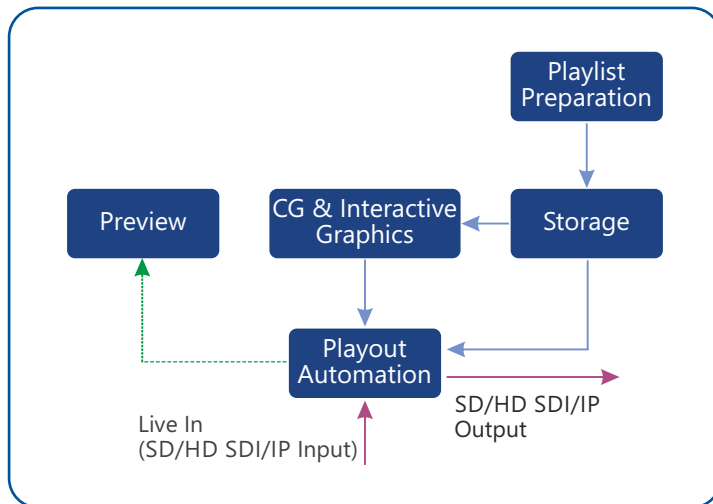 Playlist
Preparation
Preview
CG & Interactive
Graphics
Storage
Playout
Automation
SD/HD SDI/IP
Output
Live In
(SD/HD SDI/IP Input)